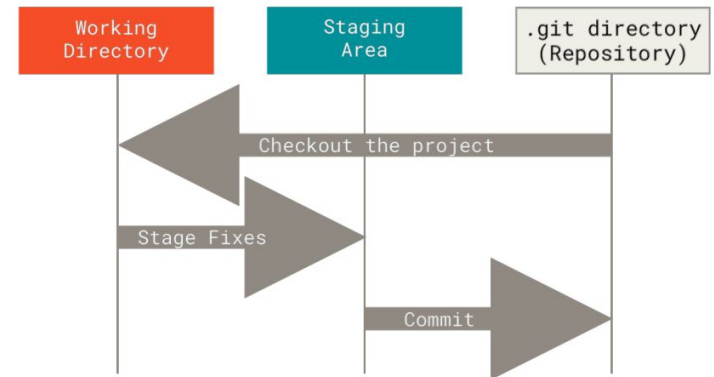 Working
Directory
Staging
Area
.git directory
(Repository)
Checkout the project
Stage Fixes
Commit